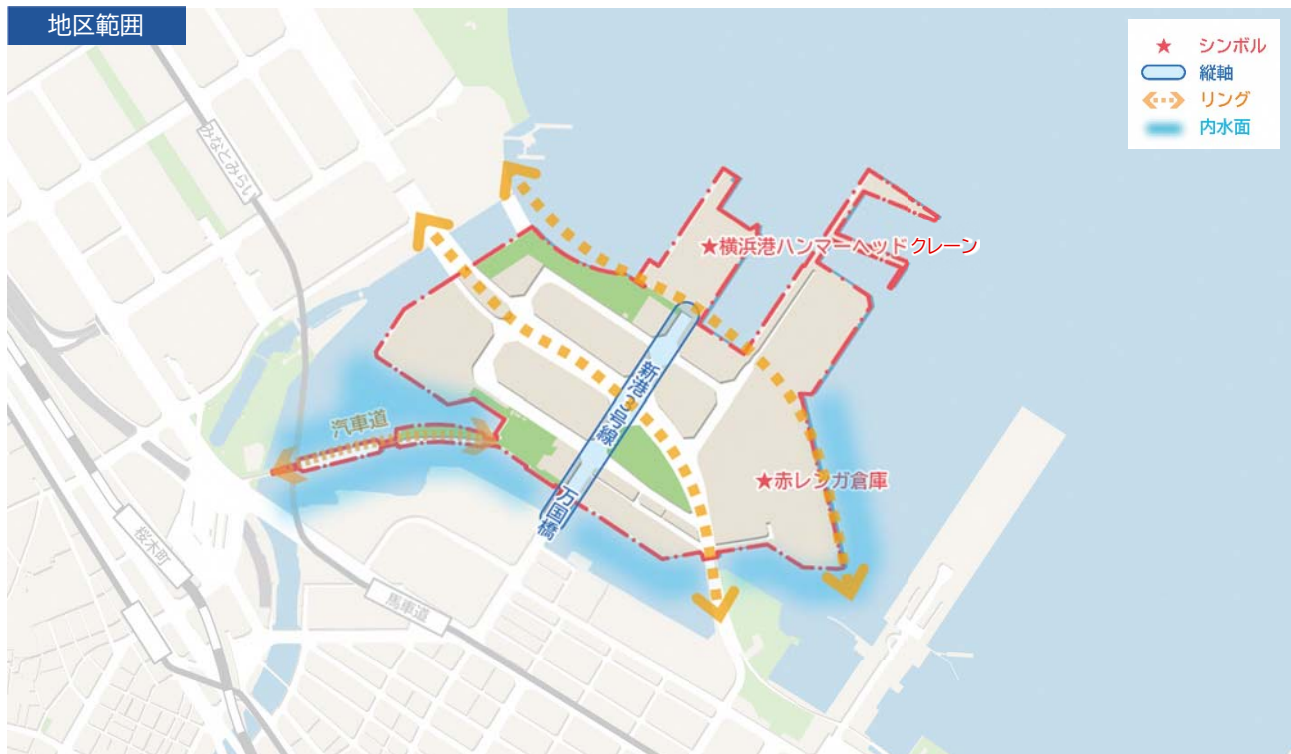 地区範囲
★ シンボル
縦軸
リング
内水面
みなとみらい
★横浜港ハンマーヘッドクレーン
新港2号線
汽車道
★赤レンガ倉庫
万国橋
桜木町
馬車道